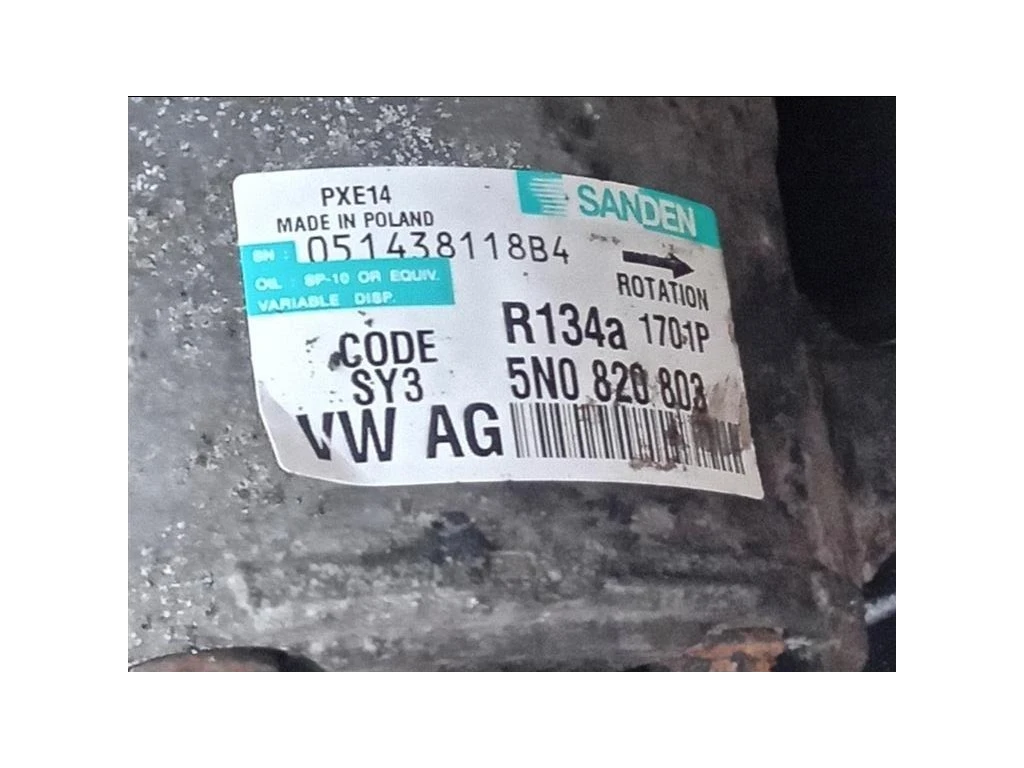 PXE14
SANDEN
MADE IN POLAND
SN : 051438118B4
OIL : SP-10 OR EQUIV.
VARIABLE DISP.
ROTATION
R134a 1701P
CODE
SY3
5N0 820 803
VW AG